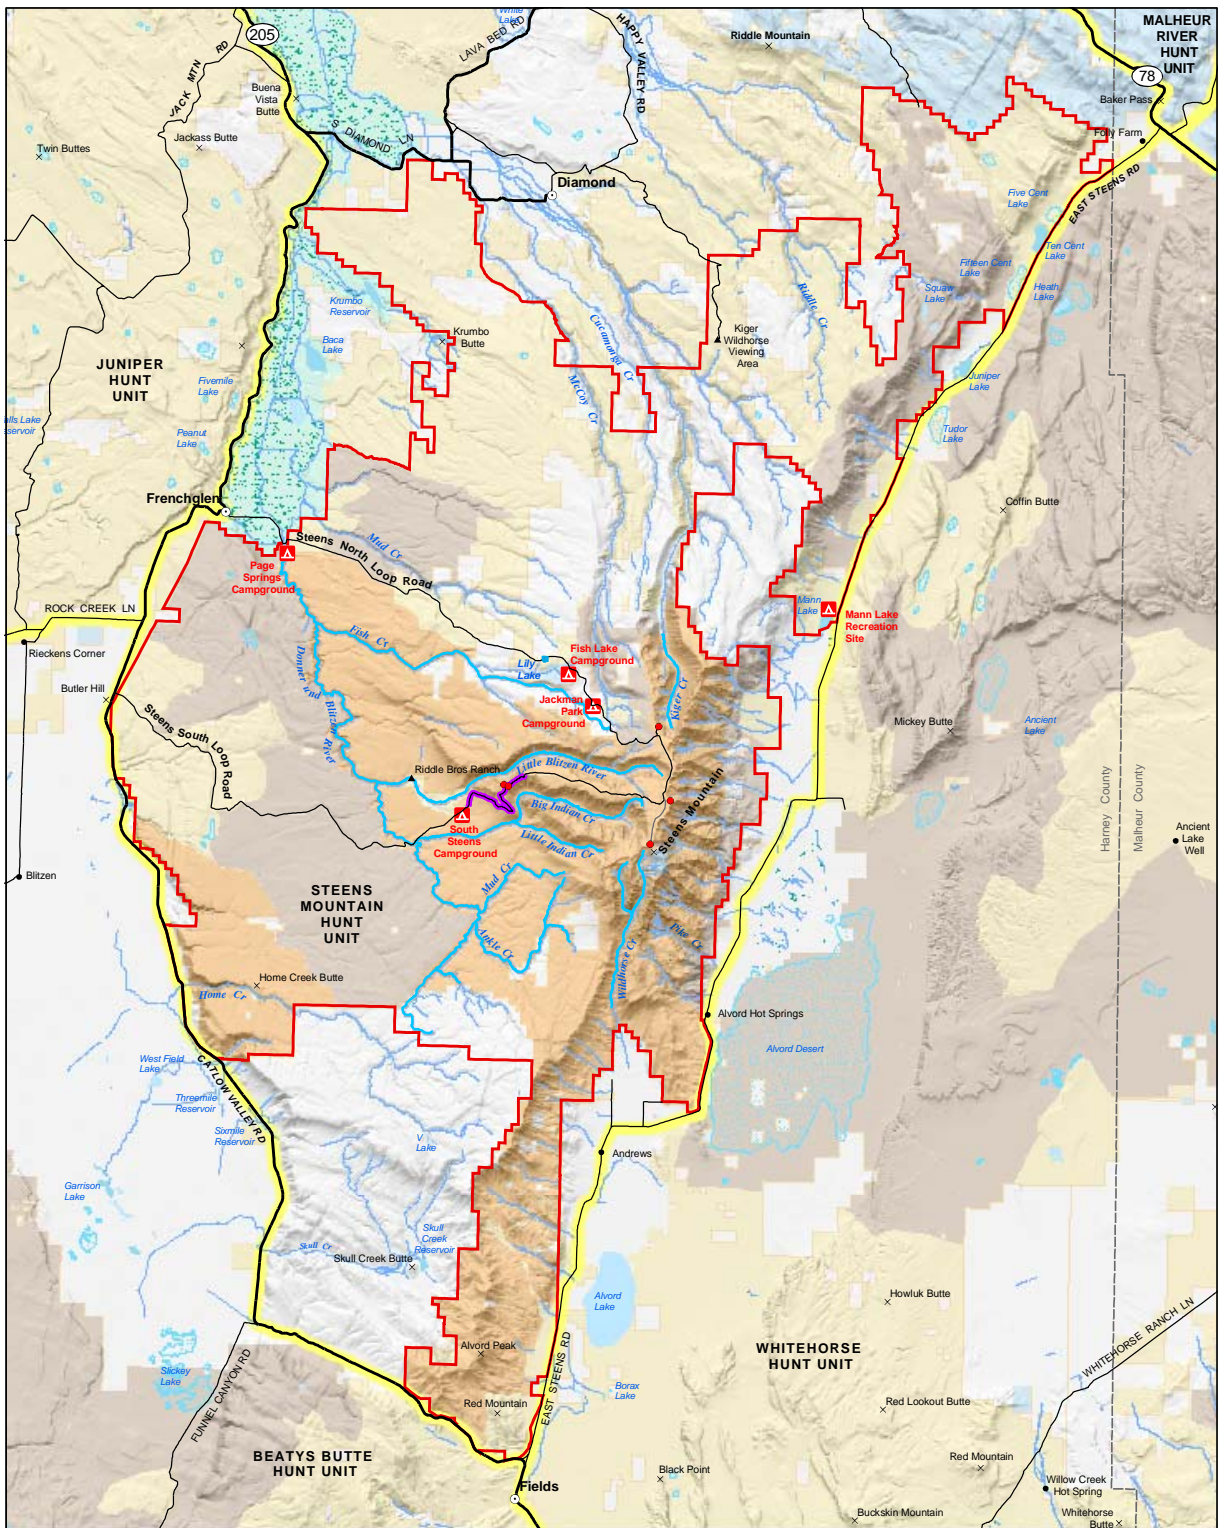 White
Lake
205
LAVA BED RD
HAPPY VALLEY RD
Riddle Mountain
MALHEUR
RIVER
HUNT
UNIT
78
JACK MTN RD
Buena
Vista
Butte
Baker Pass
S DIAMOND LN
Jackass Butte
Folly Farm
Twin Buttes
Diamond
EAST STEENS RD
Five Cent
Lake
Ten Cent
Lake
Fifteen Cent
Lake
Squaw
Lake
Heath
Lake
Riddle Cr
Krumbo
Reservoir
Cucamonga Cr
Krumbo
Butte
Kiger
Wildhorse
Viewing
Area
Baca
Lake
JUNIPER
HUNT
UNIT
McCoy Cr
Juniper
Lake
Fivemile
Lake
alls Lake
servoir
Peanut
Lake
Tudor
Lake
Frenchglen
Coffin Butte
Steens North Loop Road
Mud Cr
Page
Springs
Campground
ROCK CREEK LN
Mann
Lake
Mann Lake
Recreation
Site
Fish Cr
Rieckens Corner
Donner und Blitzen River
Fish Lake
Campground
Lily
Lake
Kiger Cr
Butler Hill
Jackman
Park
Campground
Steens South Loop Road
Mickey Butte
Ancient
Lake
Riddle Bros Ranch
Little Blitzen River
Steens Mountain
Big Indian Cr
South
Steens
Campground
Little Indian Cr
Harney County
Malheur County
Ancient
Lake
Well
Mud Cr
Blitzen
STEENS
MOUNTAIN
HUNT
UNIT
Ankle Cr
Pike Cr
Wildhorse Cr
Home Creek Butte
Home Cr
Alvord Hot Springs
Alvord Desert
West Field
Lake
CATLOW VALLEY RD
Threemile
Reservoir
Sixmile
Reservoir
V
Lake
Andrews
Garrison
Lake
Skull
Creek
Reservoir
Skull Cr
Skull Creek Butte
Alvord
Lake
Howluk Butte
WHITEHORSE RANCH LN
WHITEHORSE
HUNT UNIT
Alvord Peak
Slickey
Lake
FUNNEL CANYON RD
EAST STEENS RD
Borax
Lake
Red Mountain
Red Lookout Butte
BEATYS BUTTE
HUNT UNIT
Red Mountain
Black Point
Willow Creek
Hot Spring
Fields
Buckskin Mountain
Whitehorse
Butte